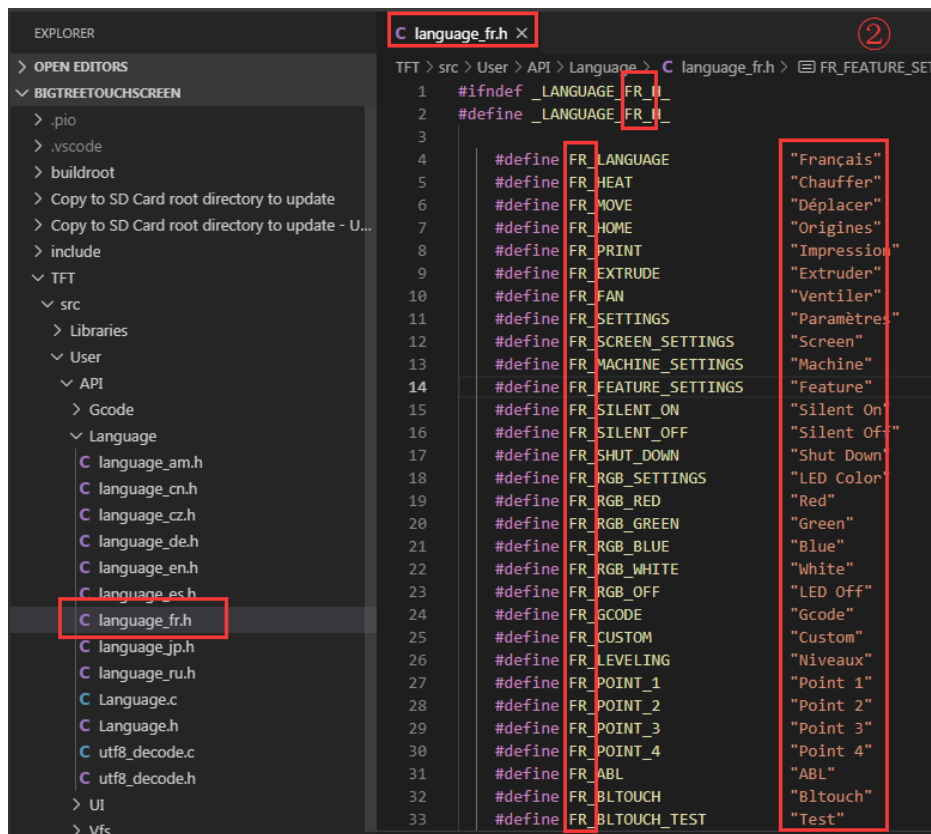 EXPLORER
OPEN EDITORS
BIGTREETOUCHSCREEN
.pio
.vscode
buildroot
Copy to SD Card root directory to update
Copy to SD Card root directory to update - U...
include
TFT
src
Libraries
User
API
Gcode
Language
C language_am.h
C language_cn.h
C language_cz.h
C language_de.h
C language_en.h
C language_es.h
C language_fr.h
C language_jp.h
C language_ru.h
C Language.c
C Language.h
C utf8_decode.c
C utf8_decode.h
UI
Vfs
C language_fr.h ×
②
TFT > src > User > API > Language > C language_fr.h > FR_FEATURE_SET
1 #ifndef _LANGUAGE_FR_H_
2 #define _LANGUAGE_FR_H_
3
4 #define FR_LANGUAGE "Français"
5 #define FR_HEAT "Chauffer"
6 #define FR_MOVE "Déplacer"
7 #define FR_HOME "Origines"
8 #define FR_PRINT "Impression"
9 #define FR_EXTRUDE "Extruder"
10 #define FR_FAN "Ventiler"
11 #define FR_SETTINGS "Paramètres"
12 #define FR_SCREEN_SETTINGS "Screen"
13 #define FR_MACHINE_SETTINGS "Machine"
14 #define FR_FEATURE_SETTINGS "Feature"
15 #define FR_SILENT_ON "Silent On"
16 #define FR_SILENT_OFF "Silent Off"
17 #define FR_SHUT_DOWN "Shut Down"
18 #define FR_RGB_SETTINGS "LED Color"
19 #define FR_RGB_RED "Red"
20 #define FR_RGB_GREEN "Green"
21 #define FR_RGB_BLUE "Blue"
22 #define FR_RGB_WHITE "White"
23 #define FR_RGB_OFF "LED Off"
24 #define FR_GCODE "Gcode"
25 #define FR_CUSTOM "Custom"
26 #define FR_LEVELING "Niveaux"
27 #define FR_POINT_1 "Point 1"
28 #define FR_POINT_2 "Point 2"
29 #define FR_POINT_3 "Point 3"
30 #define FR_POINT_4 "Point 4"
31 #define FR_ABL "ABL"
32 #define FR_BLTOUCH "Bltouch"
33 #define FR_BLTOUCH_TEST "Test"